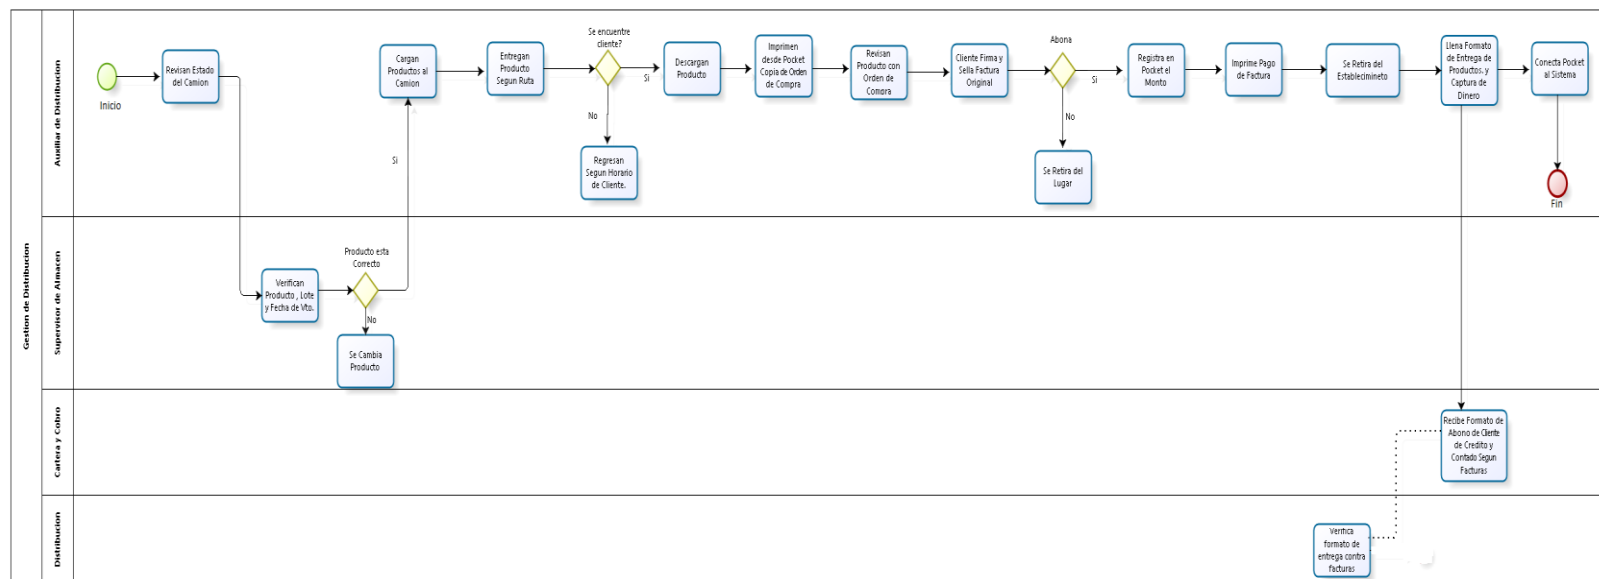 Gestion de Distribucion
Auxiliar de Distribucion
Inicio
Revisan Estado
del Camion
Cargan
Productos al
Camion
Si
Entregan
Producto
Segun Ruta
Se encuentre
cliente?
Si
No
Regresan
Segun Horario
de Cliente.
Descargan
Producto
Imprimen
desde Pocket
Copia de Orden
de Compra
Revisan
Producto con
Orden de
Compra
Cliente Firma y
Sella Factura
Original
Abona
Si
No
Se Retira del
Lugar
Registra en
Pocket el
Monto
Imprime Pago
de Factura
Se Retira del
Establecimineto
Llena Formato
de Entrega de
Productos. y
Captura de
Dinero
Conecta Pocket
al Sistema
Fin
Supervisor de Almacen
Verifican
Producto , Lote
y Fecha de Vto.
Producto esta
Correcto
No
Se Cambia
Producto
Cartera y Cobro
Recibe Formato de
Abono de Cliente
de Credito y
Contado Segun
Facturas
Distribucion
Verifica
formato de
entrega contra
facturas